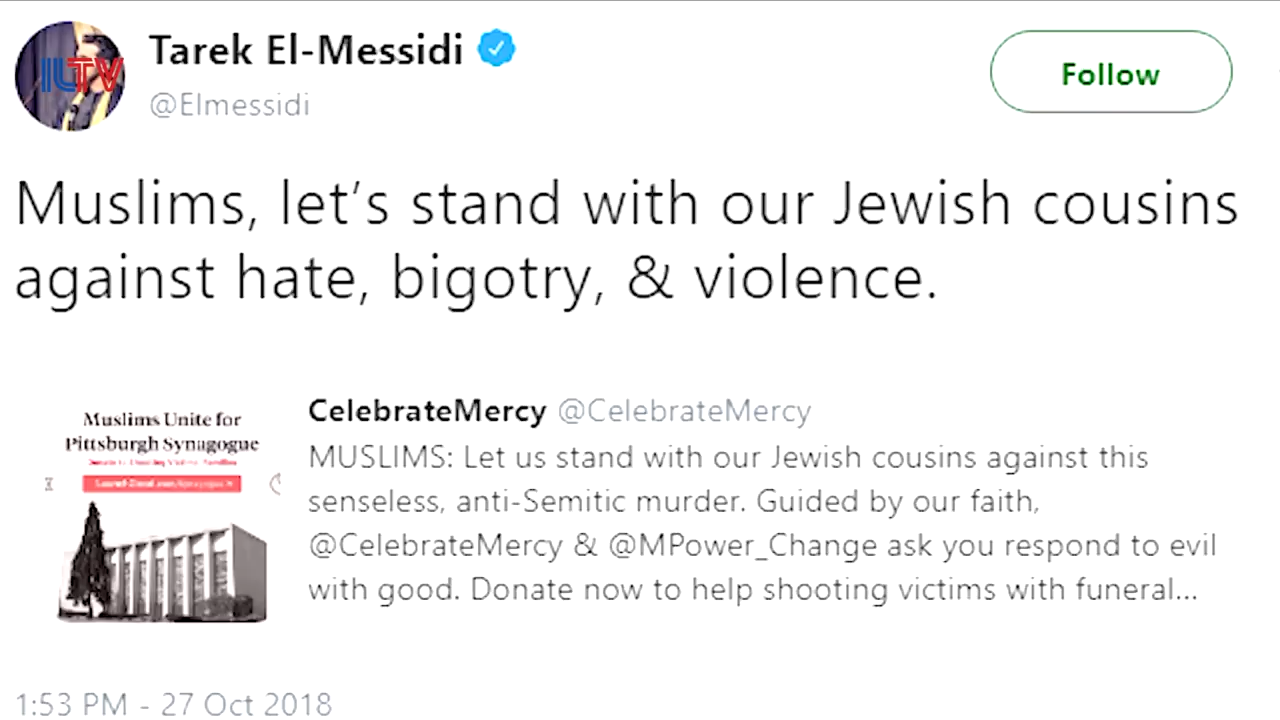 ILTV
Tarek El-Messidi
@Elmessidi
Follow
Muslims, let's stand with our Jewish cousins
against hate, bigotry, & violence.
Muslims Unite for
Pittsburgh Synagogue
CelebrateMercy @CelebrateMercy
MUSLIMS: Let us stand with our Jewish cousins against this
senseless, anti-Semitic murder. Guided by our faith,
@CelebrateMercy & @MPower_Change ask you respond to evil
with good. Donate now to help shooting victims with funeral...
1:53 PM - 27 Oct 2018